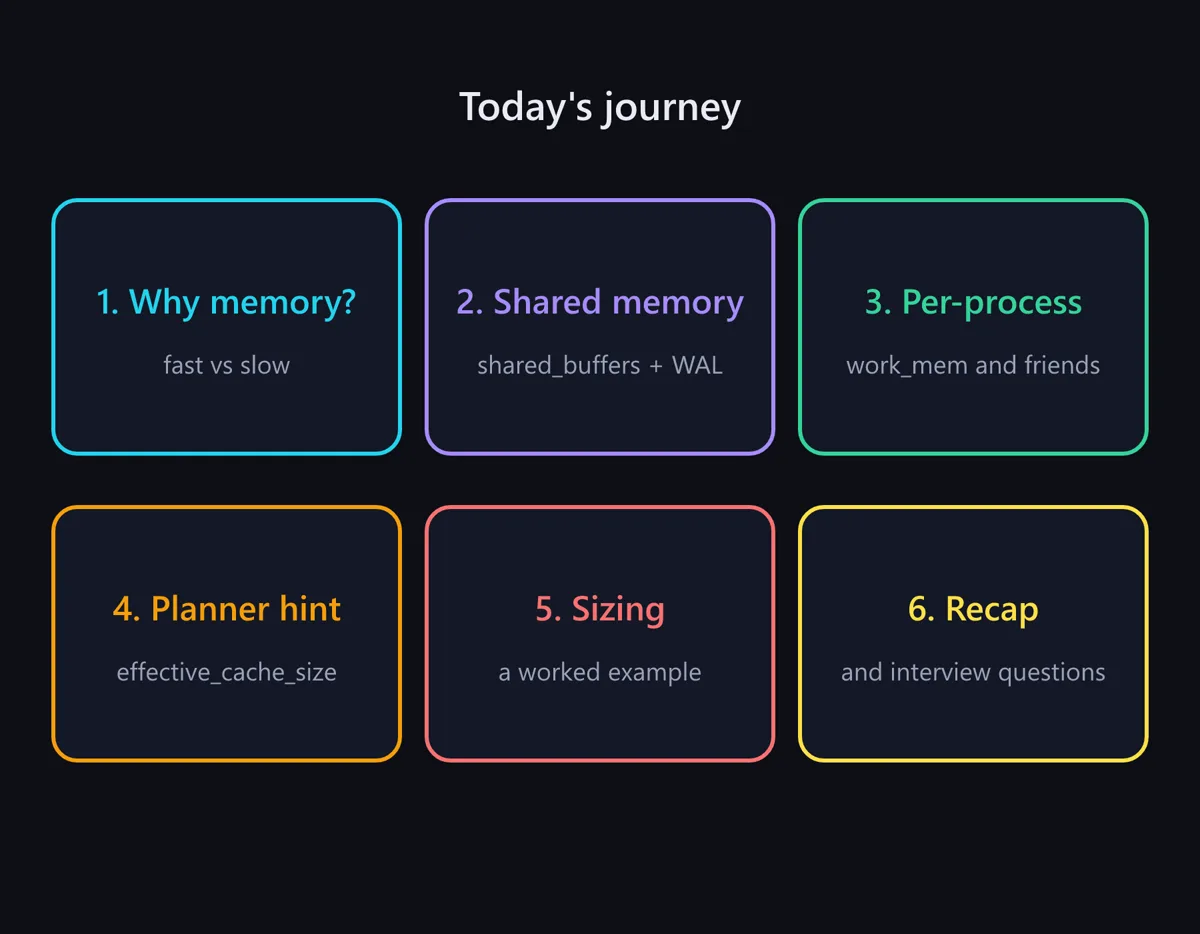 Today's journey
1. Why memory?
fast vs slow
2. Shared memory
shared_buffers + WAL
3. Per-process
work_mem and friends
4. Planner hint
effective_cache_size
5. Sizing
a worked example
6. Recap
and interview questions